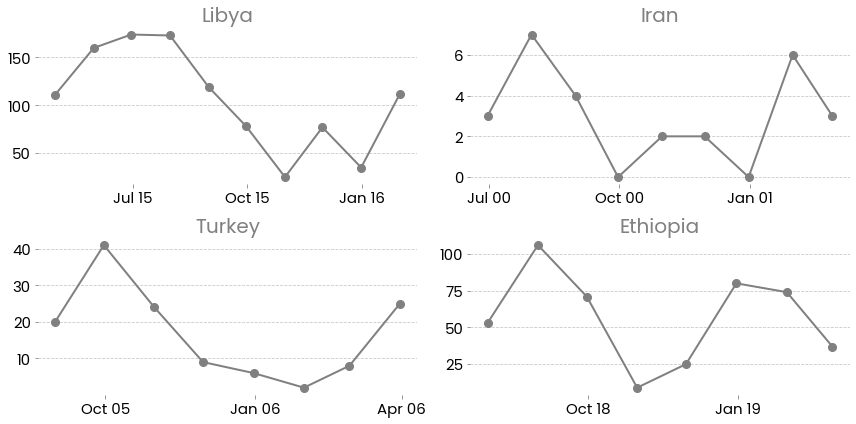 Libya
150
100
50
Jul 15 Oct 15 Jan 16
Iran
6
4
2
0
Jul 00 Oct 00 Jan 01
Turkey
40
30
20
10
Oct 05 Jan 06 Apr 06
Ethiopia
100
75
50
25
Oct 18 Jan 19